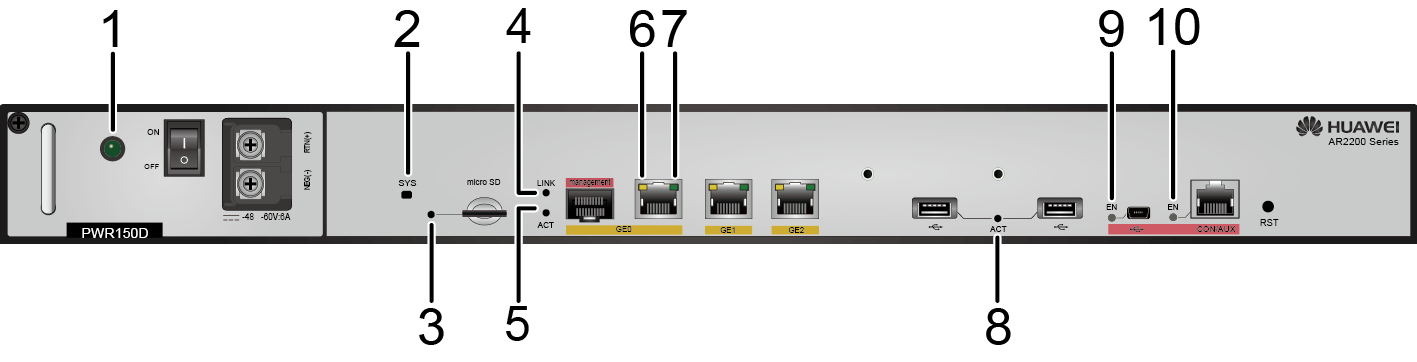 1 2 4 6 7 9 10
HUAWEI
AR2200 Series
ON
OFF
RTN(+)
NEG(-)
-48 -60V:6A
PWR150D
SYS
micro SD
LINK
ACT
management
GE0
GE1
GE2
ACT
EN
EN
CON/AUX
RST
3 5 8